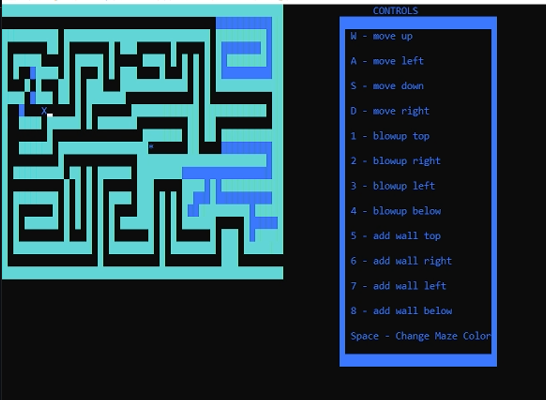 CONTROLS
W - move up
A - move left
S - move down
D - move right
X
1 - blowup top
2 - blowup right
3 - blowup left
4 - blowup below
5 - add wall top
6 - add wall right
7 - add wall left
8 - add wall below
Space - Change Maze Color